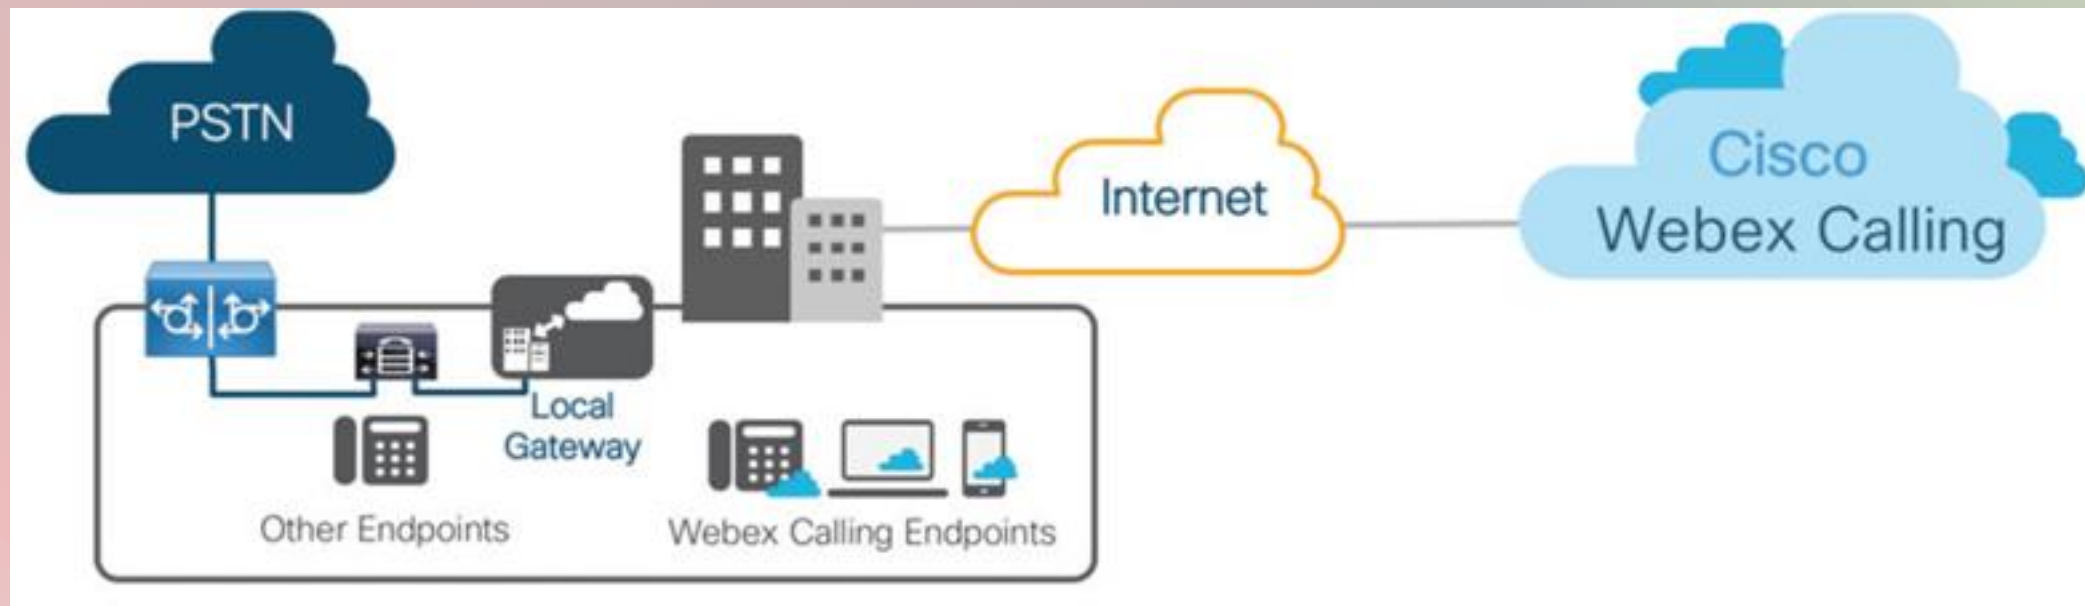 PSTN
Internet
Cisco
Webex Calling
Local
Gateway
Other Endpoints
Webex Calling Endpoints